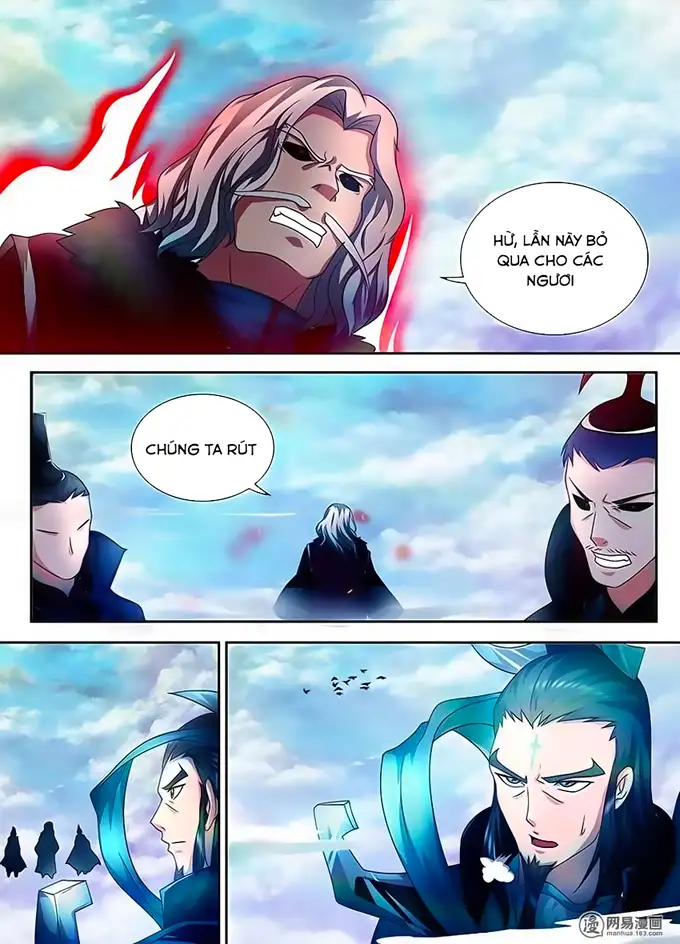 HỪ, LẦN NÀY BỎ
QUA CHO CÁC
NGƯƠI
CHÚNG TA RÚT
网易漫画
manhua.163.com